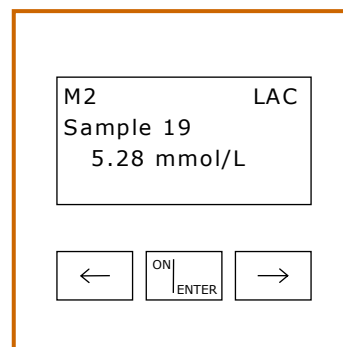 M2 LAC
Sample 19
5.28 mmol/L
← ON ENTER →